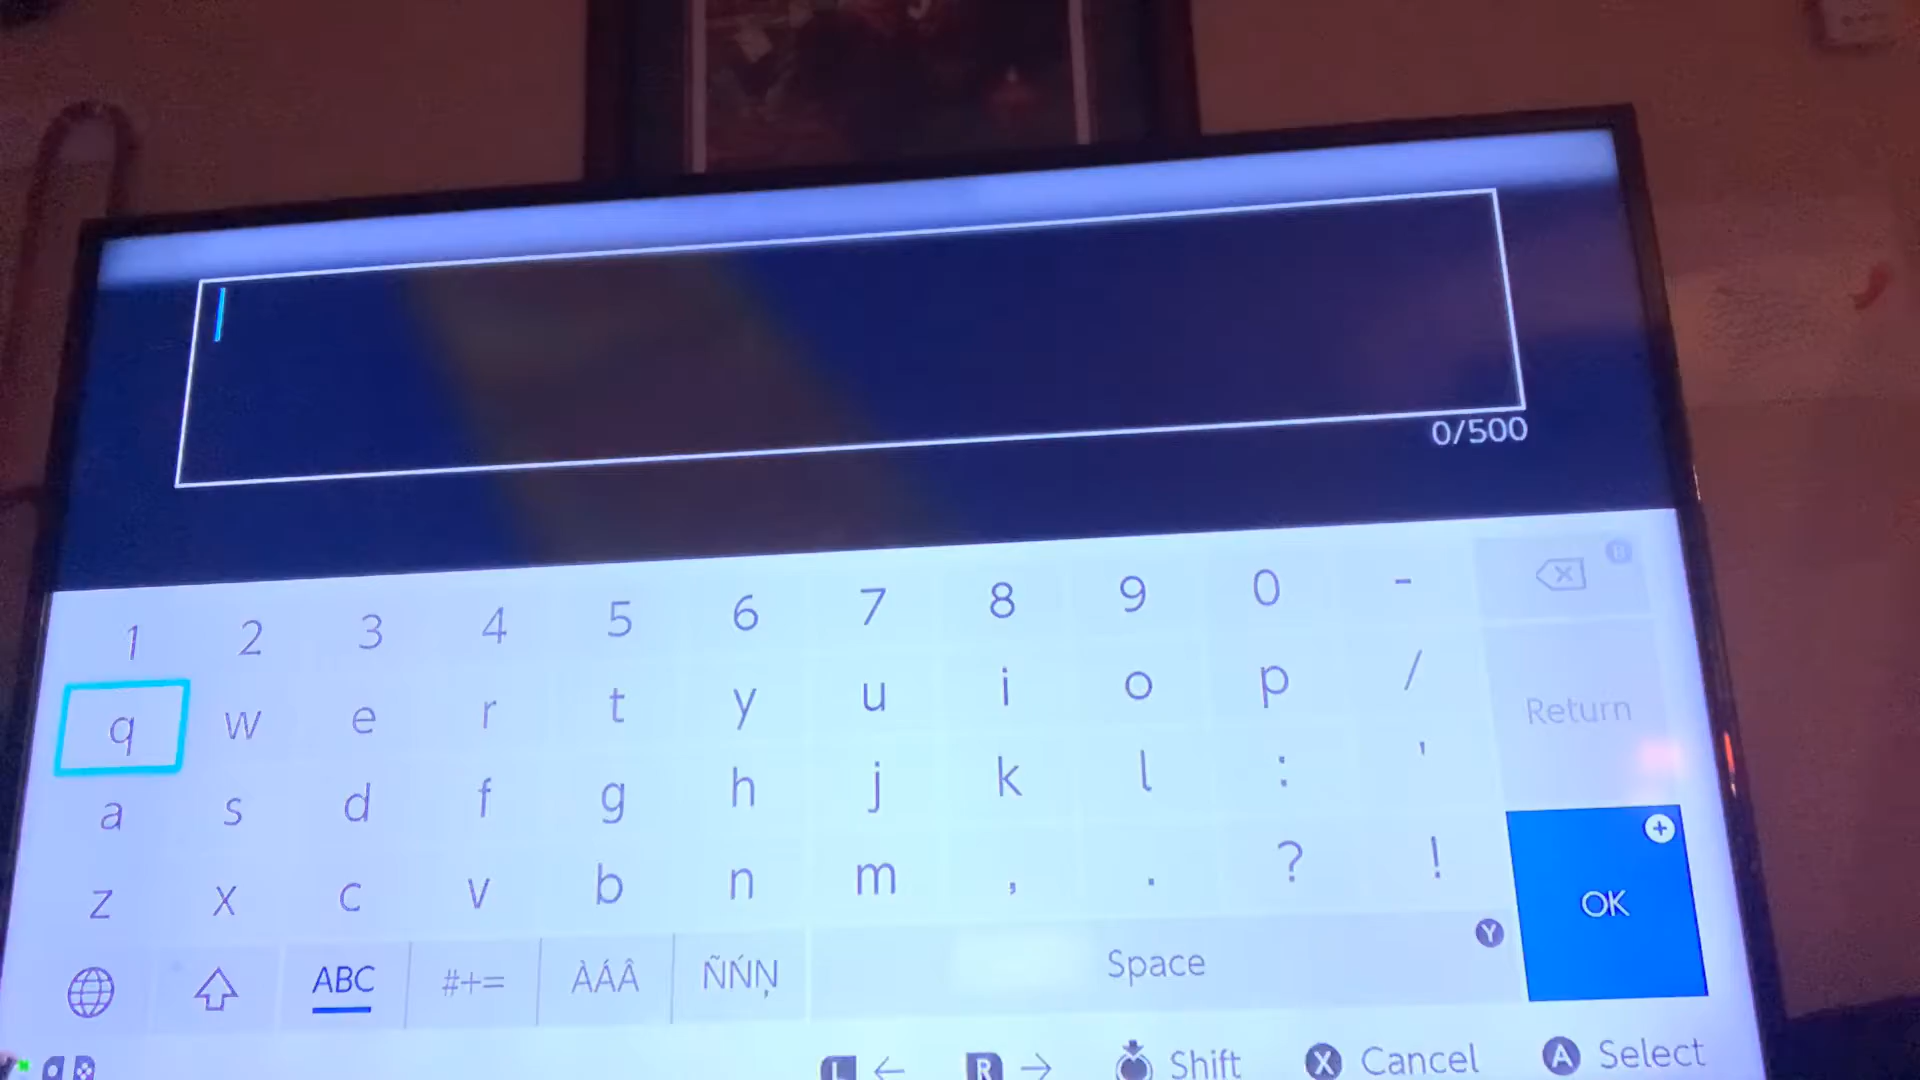 0/500
1 2 3 4 5 6 7 8 9 0 -
q w e r t y u i o p /
Return
a s d f g h j k l : '
z x c v b n m , . ? !
OK
ABC #+= ÀÁÂ ÑŃŅ Space Y
L ← R → Shift X Cancel A Select